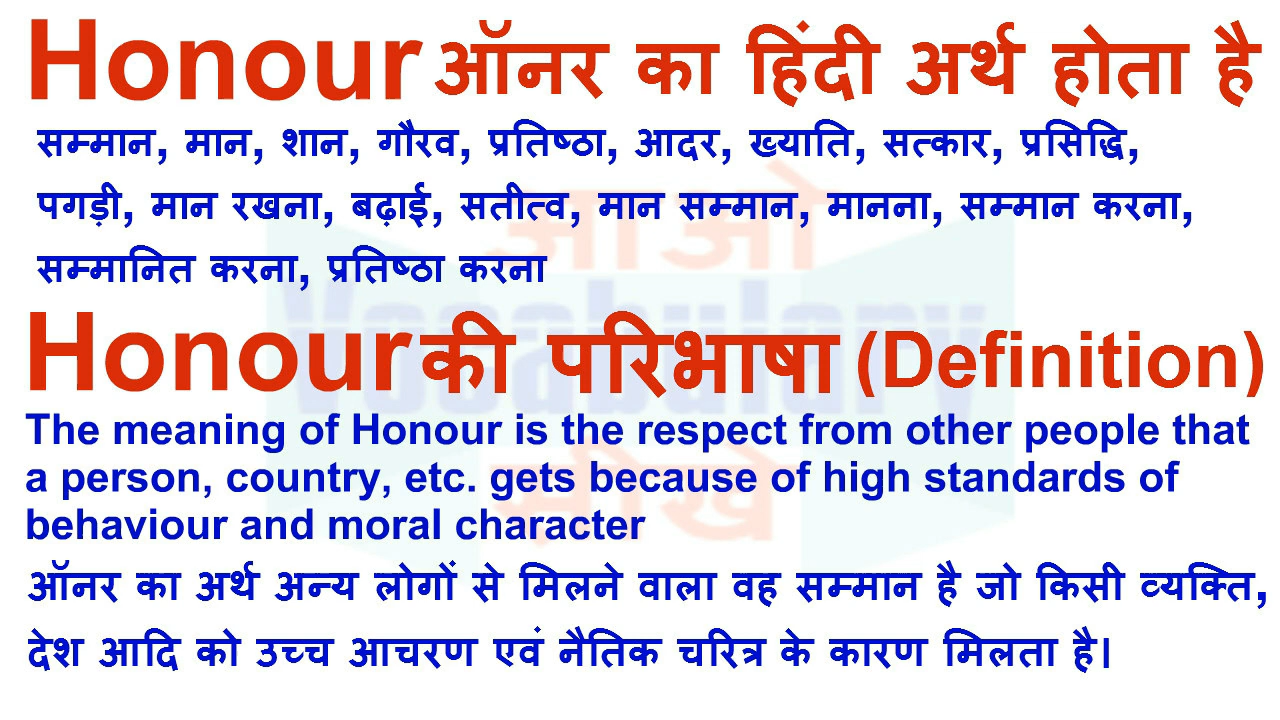 Honour ऑनर का हिंदी अर्थ होता है
सम्मान, मान, शान, गौरव, प्रतिष्ठा, आदर, ख्याति, सत्कार, प्रसिद्धि,
पगड़ी, मान रखना, बढ़ाई, सतीत्व, मान सम्मान, मानना, सम्मान करना,
सम्मानित करना, प्रतिष्ठा करना
Honour की परिभाषा (Definition)
The meaning of Honour is the respect from other people that
a person, country, etc. gets because of high standards of
behaviour and moral character
ऑनर का अर्थ अन्य लोगों से मिलने वाला वह सम्मान है जो किसी व्यक्ति,
देश आदि को उच्च आचरण एवं नैतिक चरित्र के कारण मिलता है।
आओ
Vocabulary
सीखे